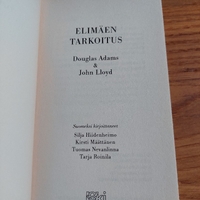 ELIMÄEN
TARKOITUS
Douglas Adams
&
John Lloyd
Suomeksi kirjoittaneet
Silja Hiidenheimo
Kirsti Määttänen
Tuomas Nevanlinna
Tarja Roinila